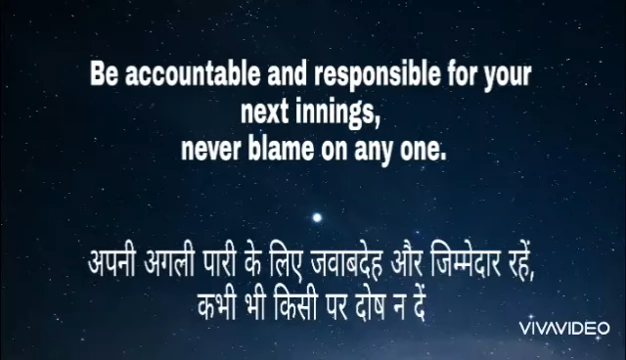 Be accountable and responsible for your
next innings,
never blame on any one.
अपनी अगली पारी के लिए जवाबदेह और जिम्मेदार रहें,
कभी भी किसी पर दोष न दें
VIVAVIDEO